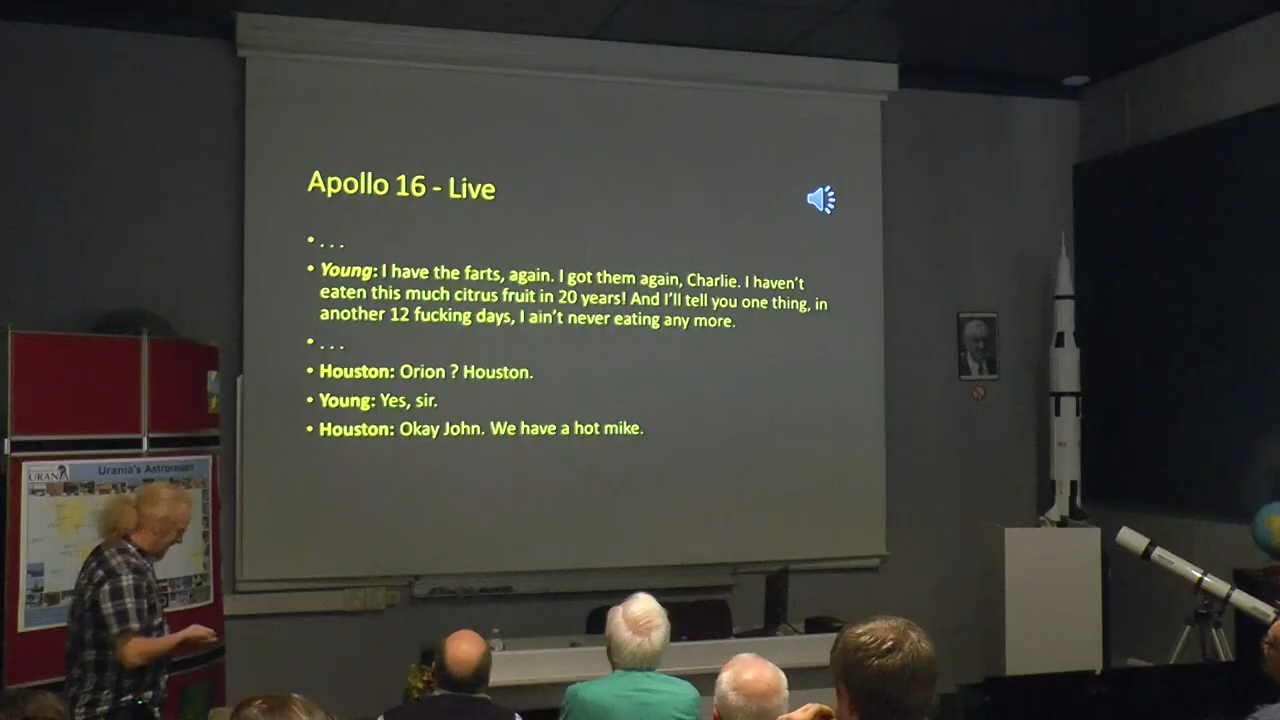 Apollo 16 - Live
• . . .
• Young: I have the farts, again. I got them again, Charlie. I haven't
eaten this much citrus fruit in 20 years! And I'll tell you one thing, in
another 12 fucking days, I ain't never eating any more.
• . . .
• Houston: Orion ? Houston.
• Young: Yes, sir.
• Houston: Okay John. We have a hot mike.
URANIA
Urania's Astroreizen